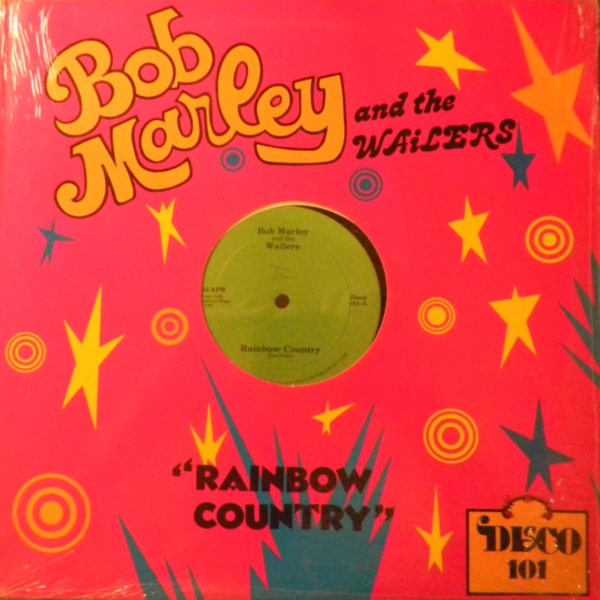 Bob
Marley
and the
WAiLERS
Bob Marley
and the
Wailers
45 RPM
Disco
101-A
Rainbow Country
"RAINBOW
COUNTRY"
DISCO
101